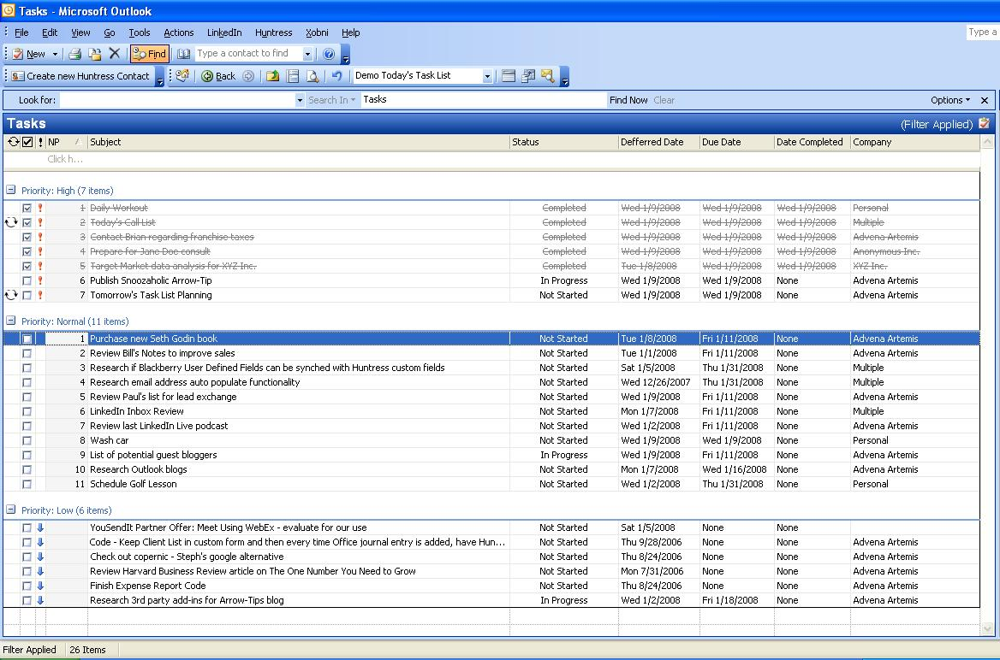 Tasks - Microsoft Outlook
File Edit View Go Tools Actions LinkedIn Huntress Xobni Help Type a
New Find Type a contact to find
Create new Huntress Contact Back Demo Today's Task List
Look for: Search In Tasks Find Now Clear Options
Tasks (Filter Applied)
! NP Subject Status Defferred Date Due Date Date Completed Company
Click h...
Priority: High (7 items)
1 Daily Workout Completed Wed 1/9/2008 Wed 1/9/2008 Wed 1/9/2008 Personal
2 Today's Call List Completed Wed 1/9/2008 Wed 1/9/2008 Wed 1/9/2008 Multiple
3 Contact Brian regarding franchise taxes Completed Wed 1/9/2008 Wed 1/9/2008 Wed 1/9/2008 Advena Artemis
4 Prepare for Jane Doe consult Completed Wed 1/9/2008 Wed 1/9/2008 Wed 1/9/2008 Anonymous Inc.
5 Target Market data analysis for XYZ Inc. Completed Tue 1/8/2008 Wed 1/9/2008 Wed 1/9/2008 XYZ Inc.
6 Publish Snoozaholic Arrow-Tip In Progress Wed 1/9/2008 Wed 1/9/2008 None Advena Artemis
7 Tomorrow's Task List Planning Not Started Wed 1/9/2008 Wed 1/9/2008 None Advena Artemis
Priority: Normal (11 items)
1 Purchase new Seth Godin book Not Started Tue 1/8/2008 Fri 1/11/2008 None Advena Artemis
2 Review Bill's Notes to improve sales Not Started Tue 1/1/2008 Fri 1/11/2008 None Advena Artemis
3 Research if Blackberry User Defined Fields can be synched with Huntress custom fields Not Started Sat 1/5/2008 Thu 1/31/2008 None Multiple
4 Research email address auto populate functionality Not Started Wed 12/26/2007 Thu 1/31/2008 None Multiple
5 Review Paul's list for lead exchange Not Started Wed 1/9/2008 Fri 1/11/2008 None Advena Artemis
6 LinkedIn Inbox Review Not Started Mon 1/7/2008 Fri 1/11/2008 None Multiple
7 Review last LinkedIn Live podcast Not Started Wed 1/2/2008 Fri 1/11/2008 None Advena Artemis
8 Wash car Not Started Wed 1/9/2008 Wed 1/9/2008 None Personal
9 List of potential guest bloggers In Progress Wed 1/9/2008 Fri 1/11/2008 None Advena Artemis
10 Research Outlook blogs Not Started Mon 1/7/2008 Wed 1/16/2008 None Advena Artemis
11 Schedule Golf Lesson Not Started Wed 1/2/2008 Thu 1/31/2008 None Personal
Priority: Low (6 items)
YouSendIt Partner Offer: Meet Using WebEx - evaluate for our use Not Started Sat 1/5/2008 None None
Code - Keep Client List in custom form and then every time Office journal entry is added, have Hun... Not Started Thu 9/28/2006 None None Advena Artemis
Check out copernic - Steph's google alternative Not Started Thu 8/24/2006 None None Advena Artemis
Review Harvard Business Review article on The One Number You Need to Grow Not Started Mon 7/31/2006 None None Advena Artemis
Finish Expense Report Code Not Started Thu 8/24/2006 None None Advena Artemis
Research 3rd party add-ins for Arrow-Tips blog In Progress Wed 1/2/2008 Fri 1/18/2008 None Advena Artemis
Filter Applied 26 Items